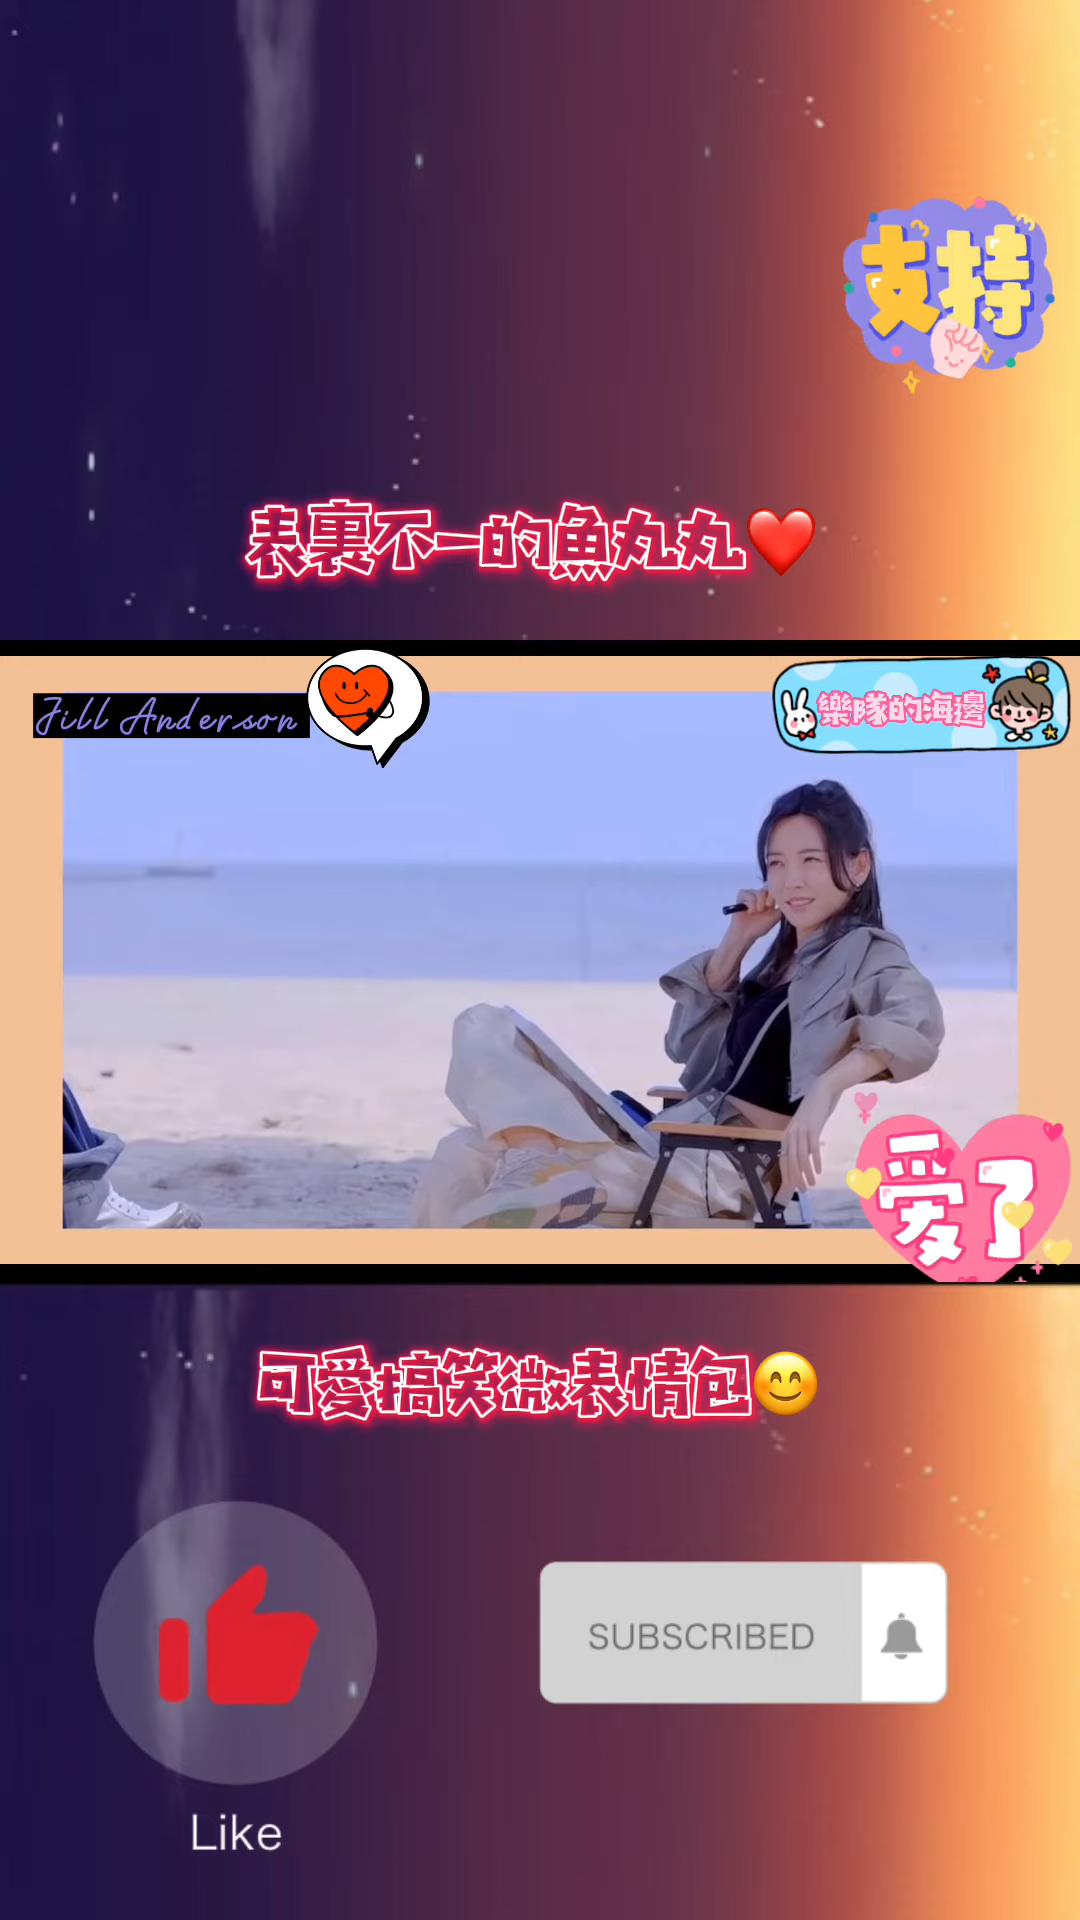 支持
表裏不一的魚丸丸❤️
Jill Anderson
樂隊的海邊
愛了
可愛搞笑微表情包😊
SUBSCRIBED
Like